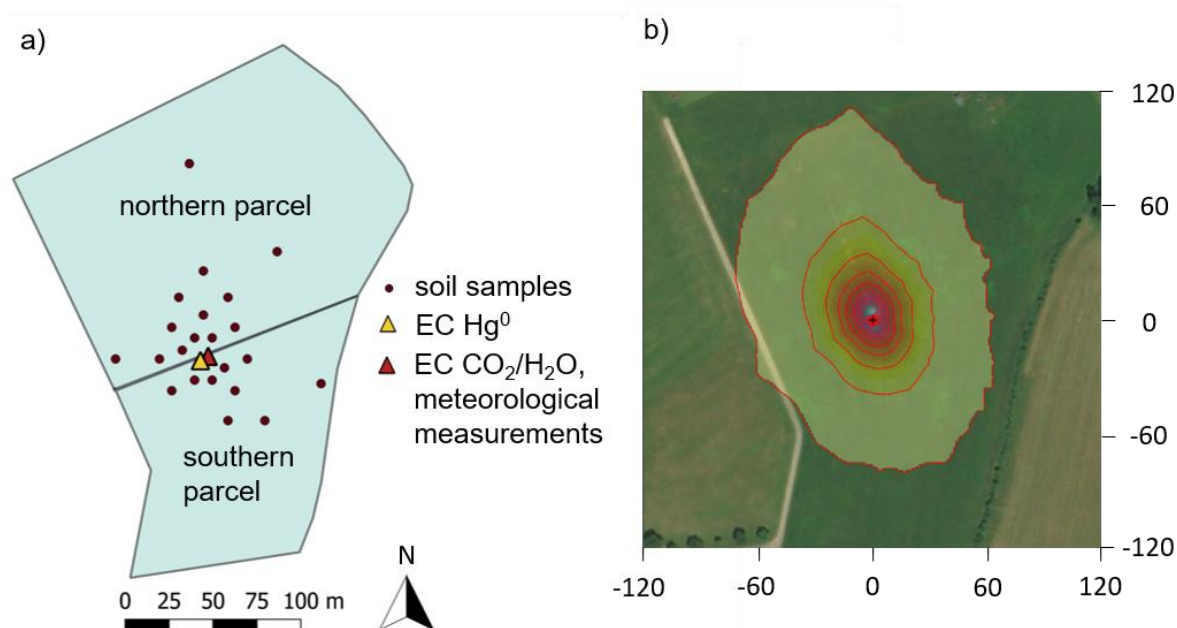 a)
northern parcel
soil samples
EC Hg⁰
EC CO₂/H₂O,
meteorological
measurements
southern
parcel
N
0 25 50 75 100 m
b)
120
60
0
-60
-120
-120 -60 0 60 120